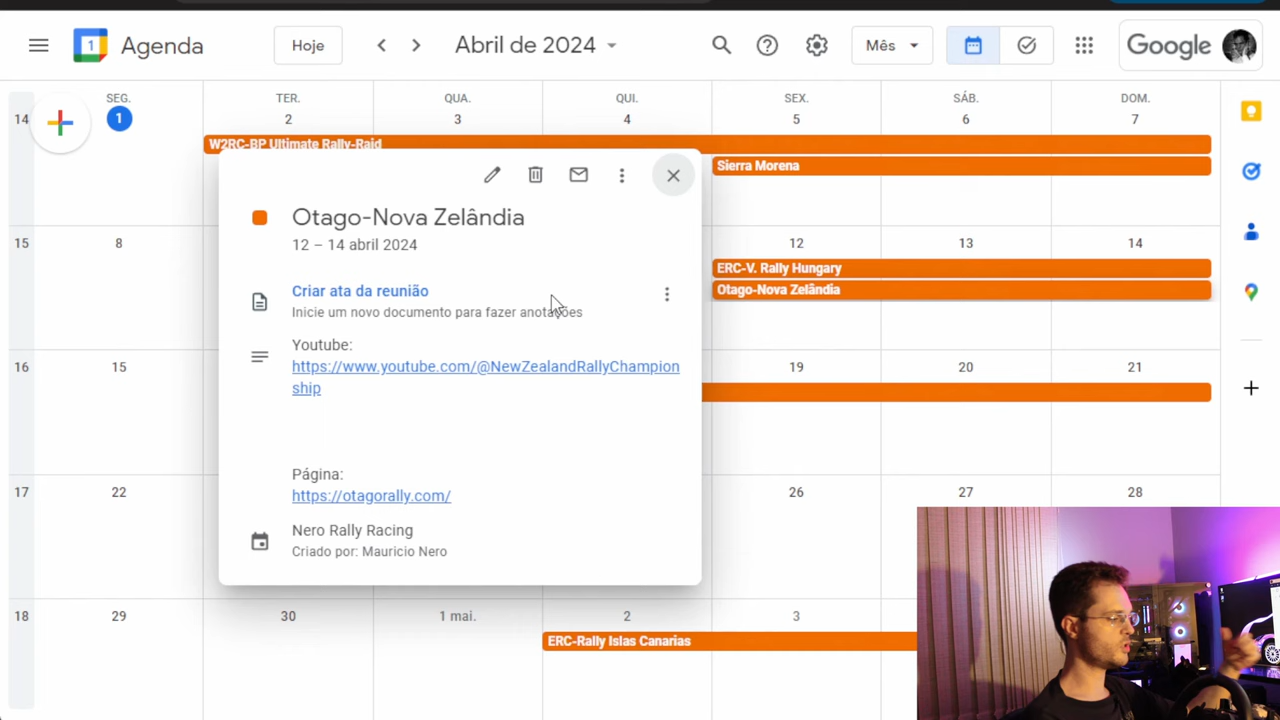 Agenda
Hoje
Abril de 2024
Mês
Google
SEG.
TER.
QUA.
QUI.
SEX.
SÁB.
DOM.
14
1
2
3
4
5
6
7
W2RC-BP Ultimate Rally-Raid
Sierra Morena
Otago-Nova Zelândia
12 – 14 abril 2024
Criar ata da reunião
Inicie um novo documento para fazer anotações
Youtube:
https://www.youtube.com/@NewZealandRallyChampion
ship
Página:
https://otagorally.com/
Nero Rally Racing
Criado por: Mauricio Nero
15
8
12
13
14
ERC-V. Rally Hungary
Otago-Nova Zelândia
16
15
19
20
21
17
22
26
27
28
18
29
30
1 mai.
2
3
ERC-Rally Islas Canarias